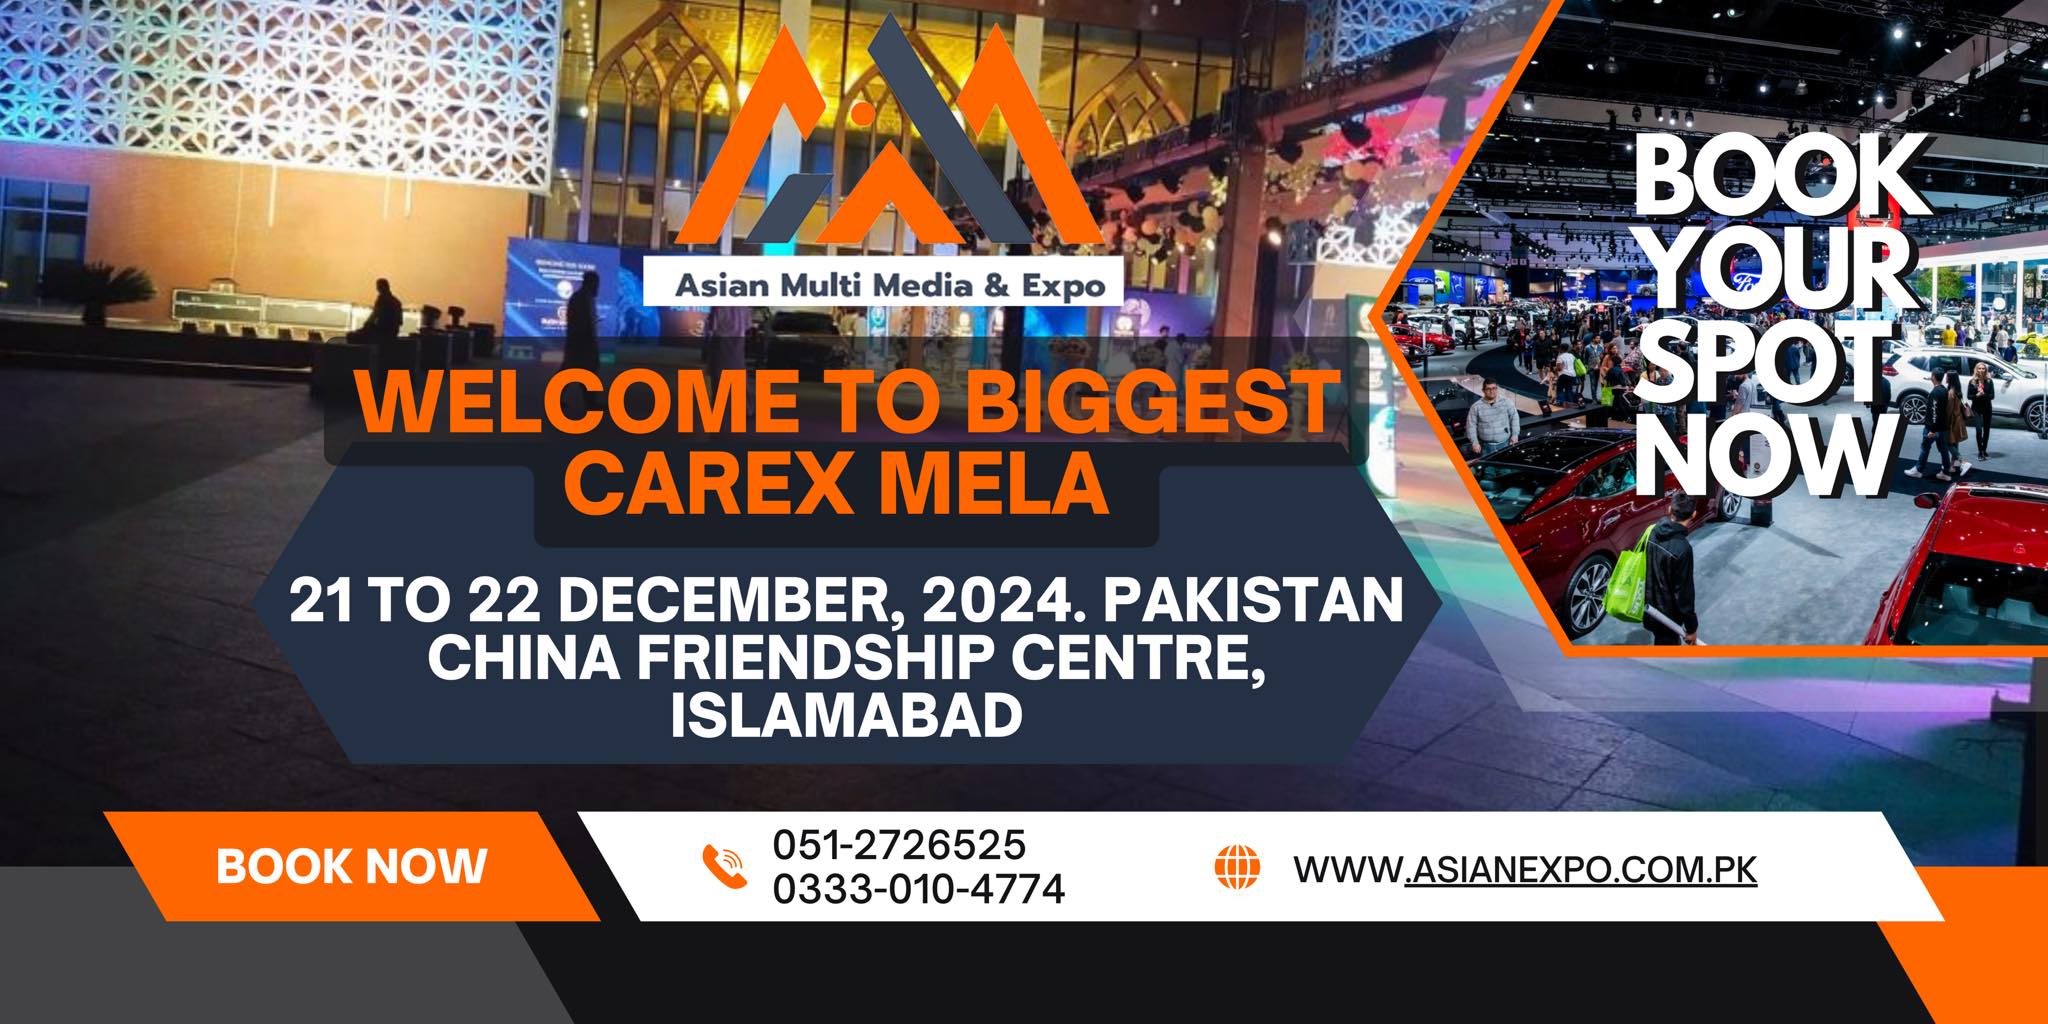 Asian Multi Media & Expo
WELCOME TO BIGGEST
CAREX MELA
21 TO 22 DECEMBER, 2024. PAKISTAN
CHINA FRIENDSHIP CENTRE,
ISLAMABAD
BOOK
YOUR
SPOT
NOW
Ford
BOOK NOW
051-2726525
0333-010-4774
WWW.ASIANEXPO.COM.PK